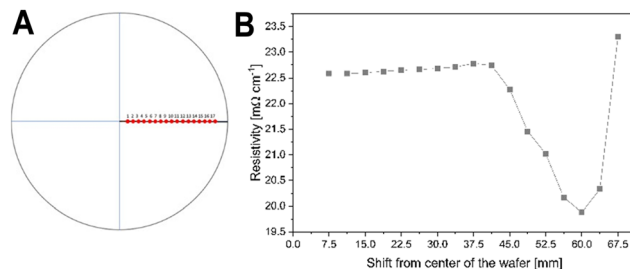 A
1 2 3 4 5 6 7 8 9 10 11 12 13 14 15 16 17
B
Resistivity [mΩ cm⁻¹]
23.5
23.0
22.5
22.0
21.5
21.0
20.5
20.0
19.5
0.0 7.5 15.0 22.5 30.0 37.5 45.0 52.5 60.0 67.5
Shift from center of the wafer [mm]